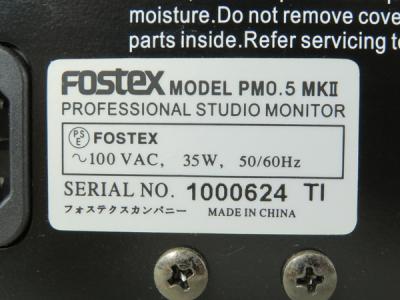 moisture.Do not remove cove
parts inside.Refer servicing to
Fostex MODEL PM0.5 MKII
PROFESSIONAL STUDIO MONITOR
PSE FOSTEX
~100 VAC, 35W, 50/60Hz
SERIAL NO. 1000624 TI
フォステクスカンパニー MADE IN CHINA